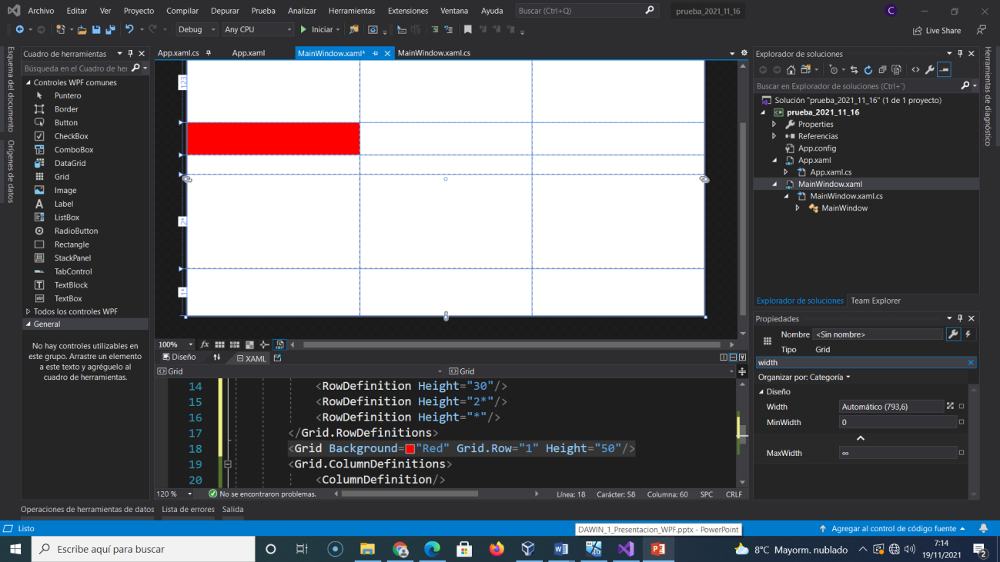 Archivo Editar Ver Proyecto Compilar Depurar Prueba Analizar Herramientas Extensiones Ventana Ayuda Buscar (Ctrl+Q) prueba_2021_11_16 C
Debug Any CPU Iniciar Live Share
Esquema del documento
Orígenes de datos
Cuadro de herramientas
Búsqueda en el Cuadro de her
Controles WPF comunes
Puntero
Border
Button
CheckBox
ComboBox
DataGrid
Grid
Image
Label
ListBox
RadioButton
Rectangle
StackPanel
TabControl
TextBlock
TextBox
Todos los controles WPF
General
No hay controles utilizables en
este grupo. Arrastre un elemento
a este texto y agréguelo al
cuadro de herramientas.
App.xaml.cs App.xaml MainWindow.xaml* MainWindow.xaml.cs
123
2*
1*
100% fx
Diseño XAML
Grid Grid
14 <RowDefinition Height="30"/>
15 <RowDefinition Height="2*"/>
16 <RowDefinition Height="*"/>
17 </Grid.RowDefinitions>
18 <Grid Background="Red" Grid.Row="1" Height="50"/>
19 <Grid.ColumnDefinitions>
20 <ColumnDefinition/>
120 % No se encontraron problemas. Línea: 18 Carácter: 58 Columna: 60 SPC CRLF
Explorador de soluciones
Buscar en Explorador de soluciones (Ctrl+`)
Solución "prueba_2021_11_16" (1 de 1 proyecto)
prueba_2021_11_16
Properties
Referencias
App.config
App.xaml
App.xaml.cs
MainWindow.xaml
MainWindow.xaml.cs
MainWindow
Explorador de soluciones Team Explorer
Propiedades
Nombre <Sin nombre>
Tipo Grid
width
Organizar por: Categoría
Diseño
Width Automático (793,6)
MinWidth 0
MaxWidth ∞
Herramientas de diagnóstico
Operaciones de herramientas de datos Lista de errores Salida
Listo DAWIN_1_Presentacion_WPF.pptx - PowerPoint Agregar al control de código fuente
Escribe aquí para buscar 8°C Mayorm. nublado 7:14
19/11/2021 2